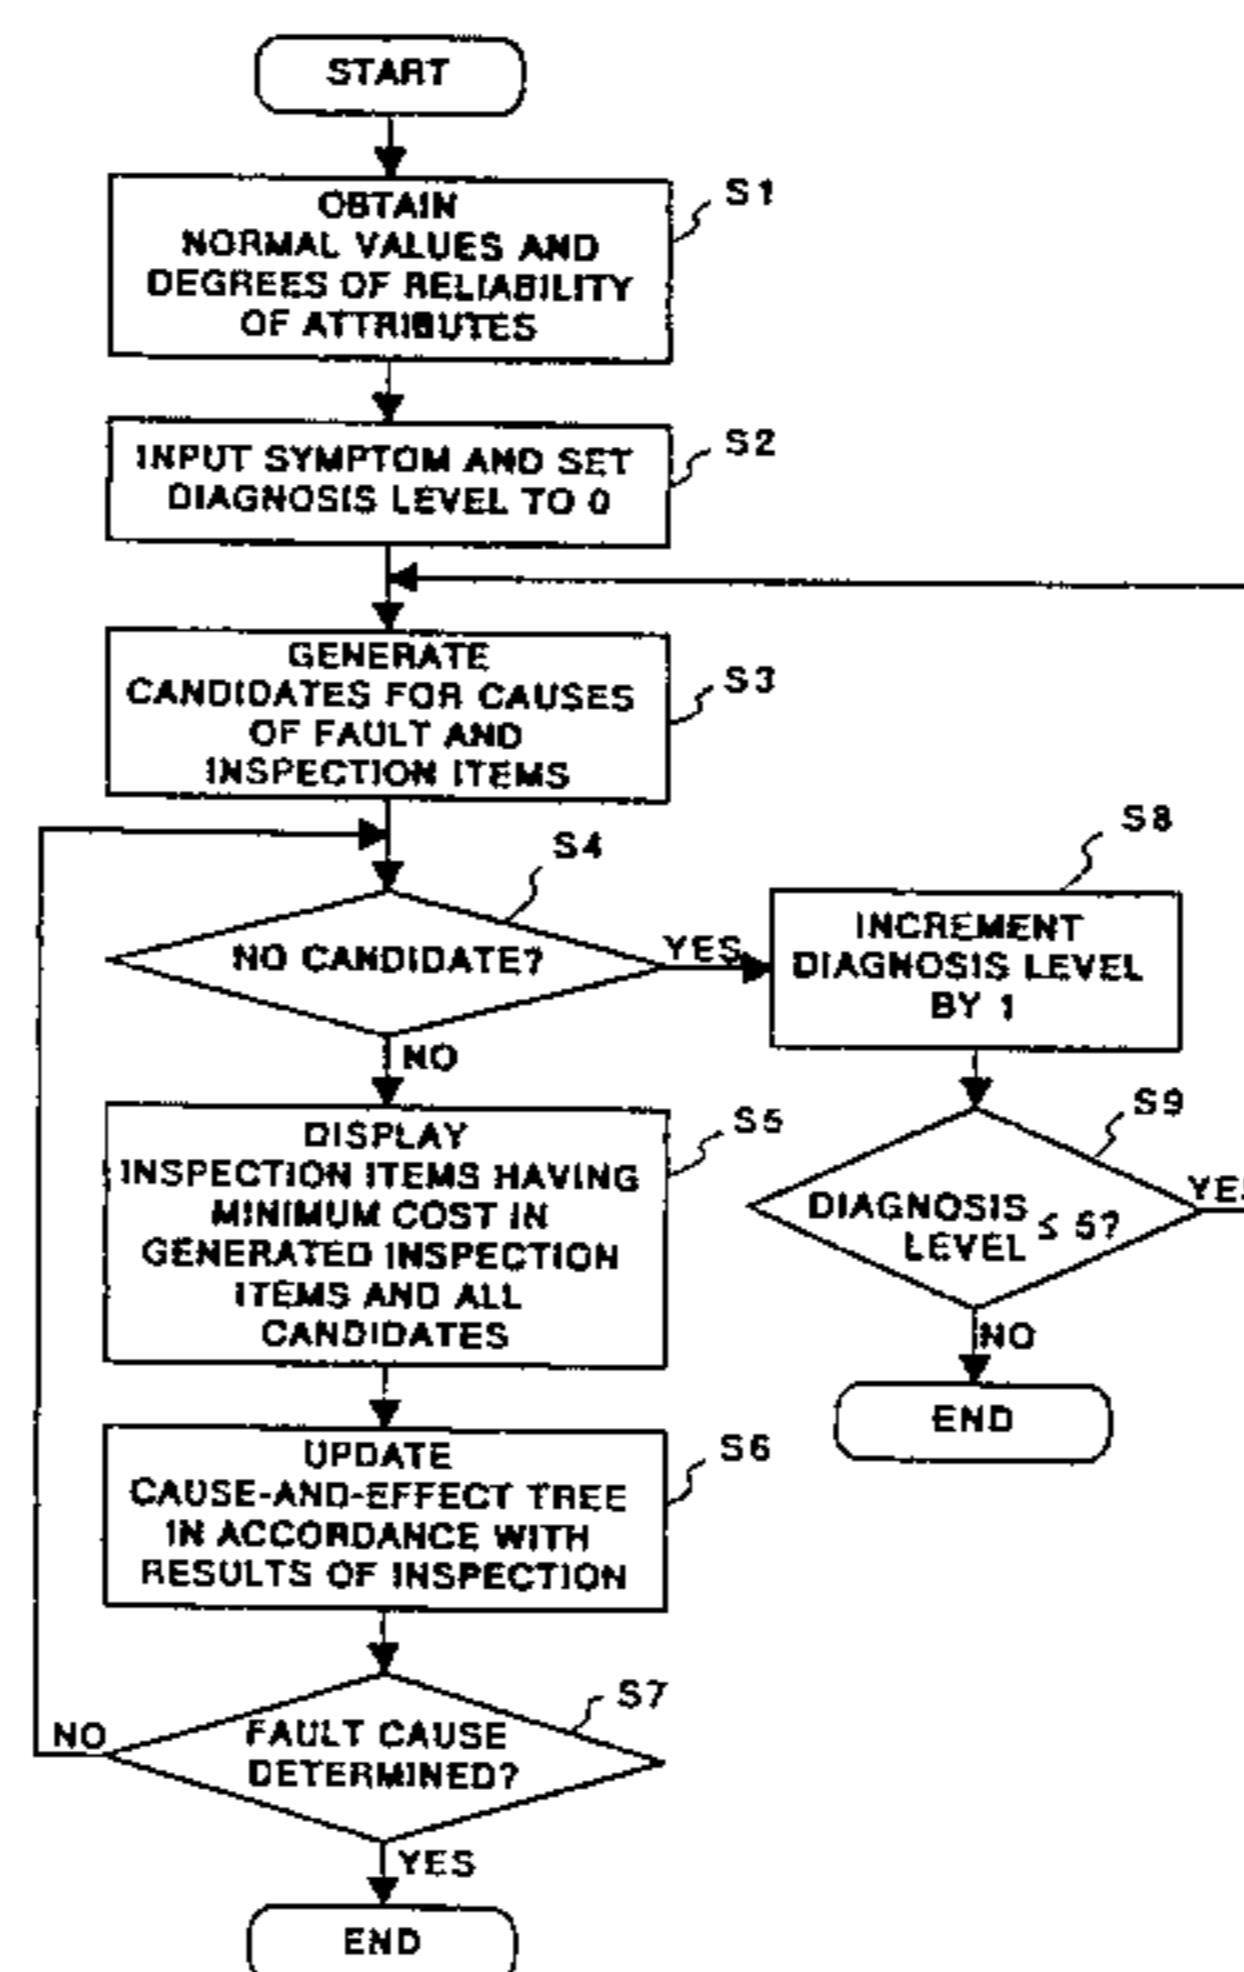 START
S1
OBTAIN
NORMAL VALUES AND
DEGREES OF RELIABILITY
OF ATTRIBUTES
S2
INPUT SYMPTOM AND SET
DIAGNOSIS LEVEL TO 0
S3
GENERATE
CANDIDATES FOR CAUSES
OF FAULT AND
INSPECTION ITEMS
S4
NO CANDIDATE?
YES
NO
S8
INCREMENT
DIAGNOSIS LEVEL
BY 1
S9
DIAGNOSIS
LEVEL ≤ 5?
YES
NO
END
S5
DISPLAY
INSPECTION ITEMS HAVING
MINIMUM COST IN
GENERATED INSPECTION
ITEMS AND ALL
CANDIDATES
S6
UPDATE
CAUSE-AND-EFFECT TREE
IN ACCORDANCE WITH
RESULTS OF INSPECTION
S7
FAULT CAUSE
DETERMINED?
NO
YES
END